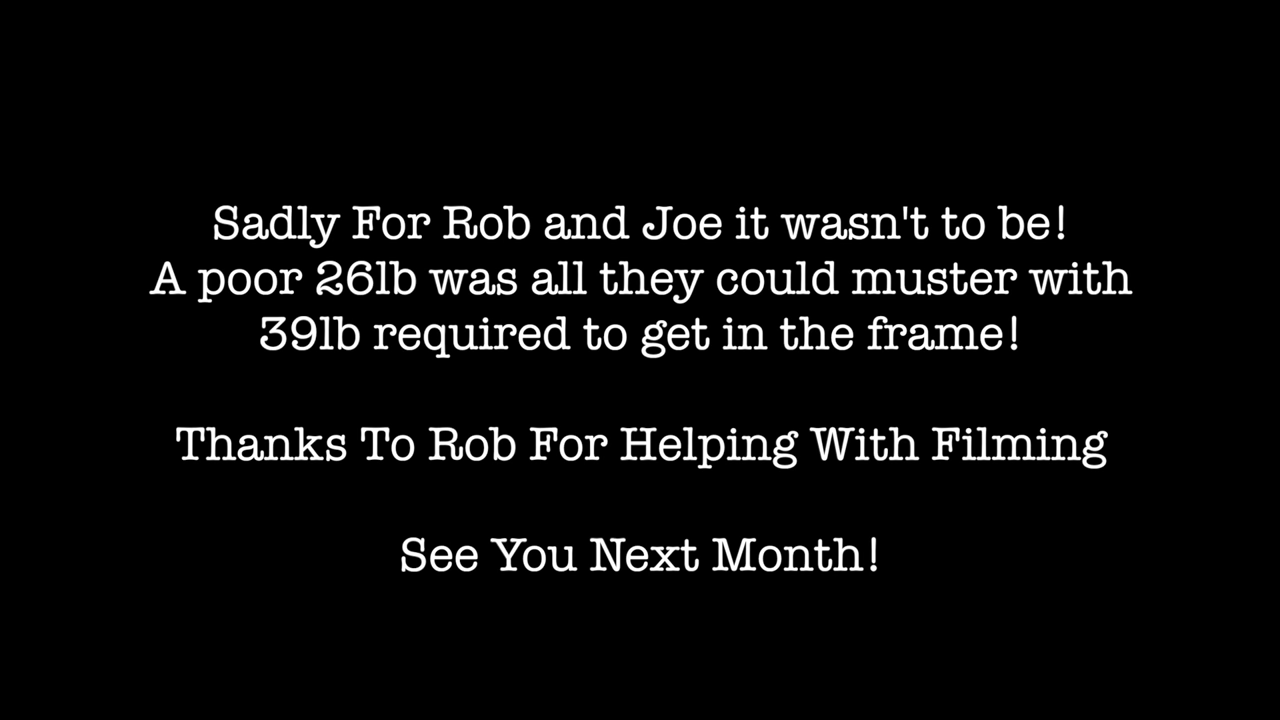 Sadly For Rob and Joe it wasn't to be!
A poor 26lb was all they could muster with
39lb required to get in the frame!
Thanks To Rob For Helping With Filming
See You Next Month!